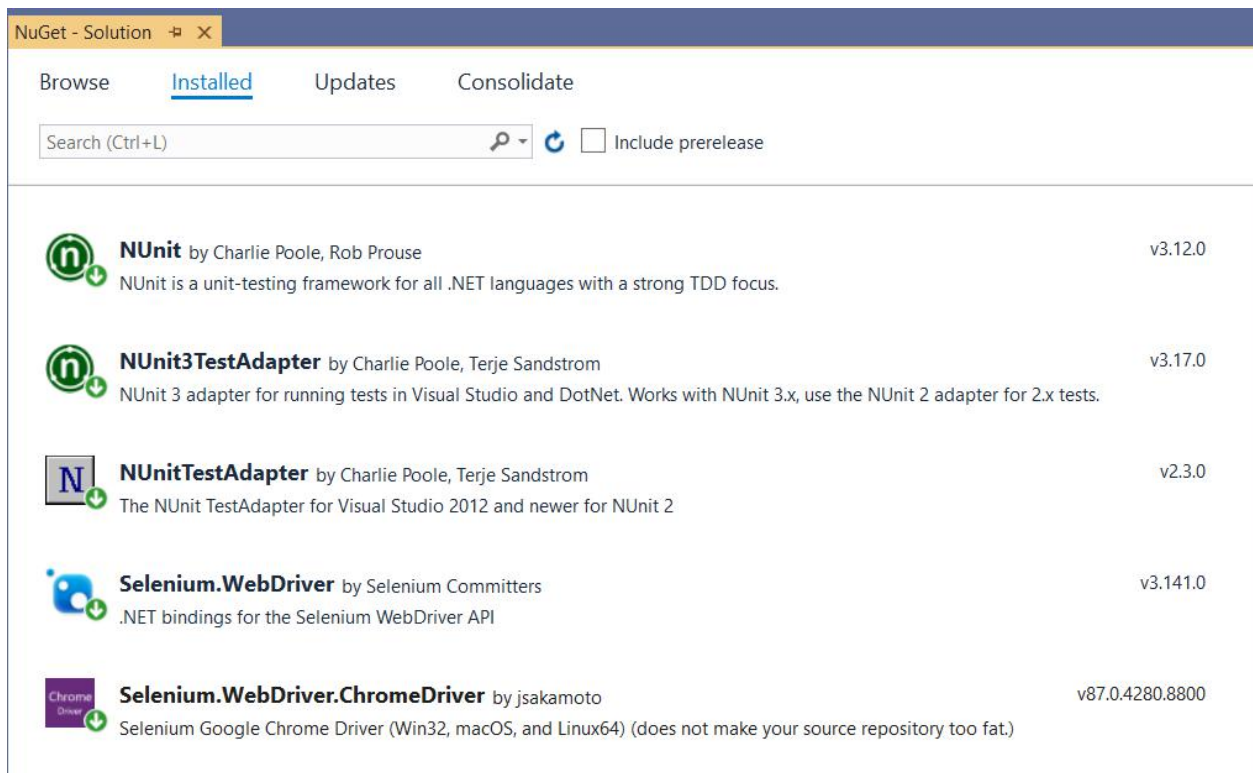 NuGet - Solution
Browse Installed Updates Consolidate
Search (Ctrl+L) Include prerelease
NUnit by Charlie Poole, Rob Prouse v3.12.0
NUnit is a unit-testing framework for all .NET languages with a strong TDD focus.
NUnit3TestAdapter by Charlie Poole, Terje Sandstrom v3.17.0
NUnit 3 adapter for running tests in Visual Studio and DotNet. Works with NUnit 3.x, use the NUnit 2 adapter for 2.x tests.
N NUnitTestAdapter by Charlie Poole, Terje Sandstrom v2.3.0
The NUnit TestAdapter for Visual Studio 2012 and newer for NUnit 2
Selenium.WebDriver by Selenium Committers v3.141.0
.NET bindings for the Selenium WebDriver API
Chrome Driver Selenium.WebDriver.ChromeDriver by jsakamoto v87.0.4280.8800
Selenium Google Chrome Driver (Win32, macOS, and Linux64) (does not make your source repository too fat.)